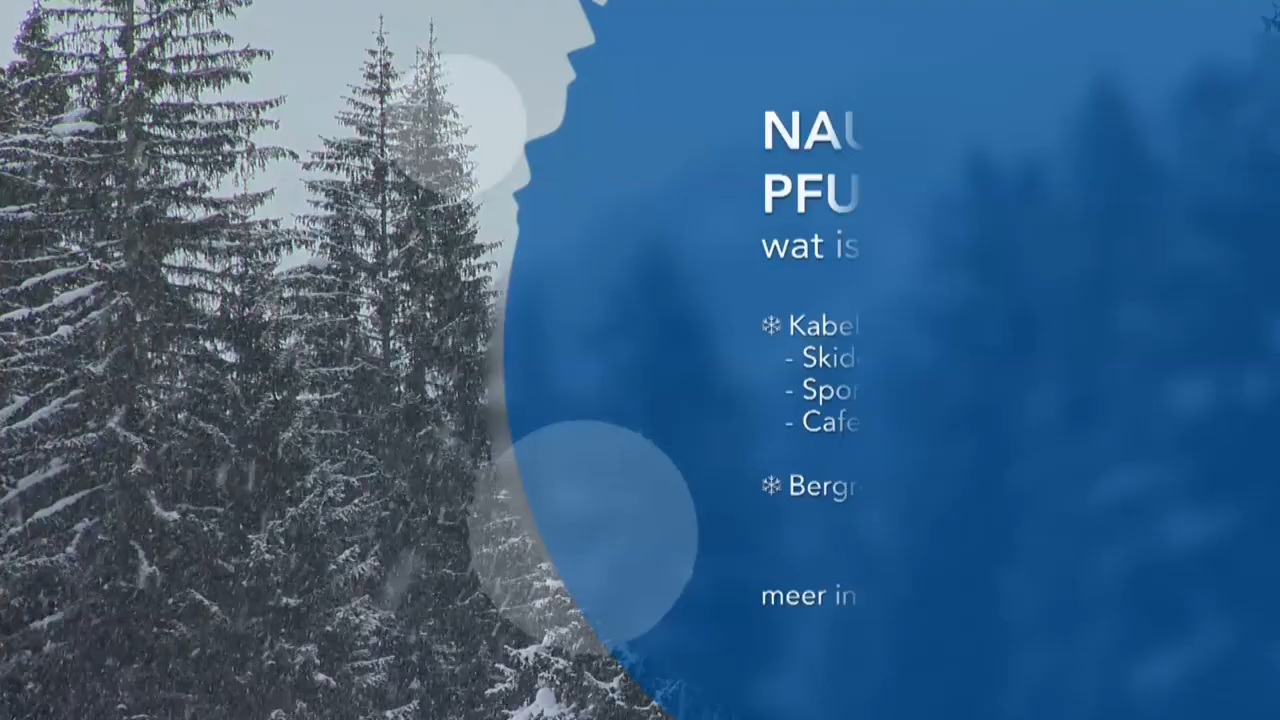 NAU
PFU
wat is
❄ Kabel
- Skid
- Spor
- Cafe
❄ Bergr
meer in